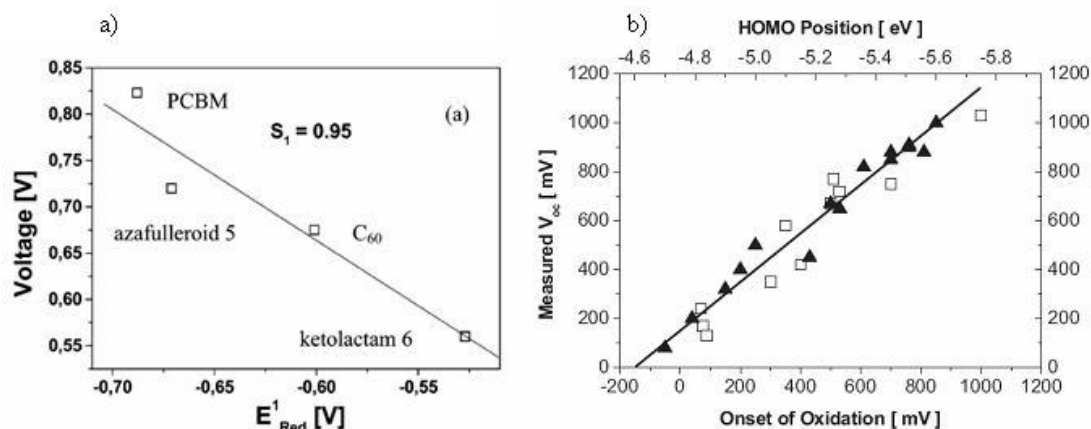 a)
0,85
0,80
0,75
0,70
0,65
0,60
0,55
Voltage [V]
PCBM
(a)
S1 = 0.95
azafulleroid 5
C60
ketolactam 6
-0,70 -0,65 -0,60 -0,55
E1Red [V]
b)
HOMO Position [ eV ]
-4.6 -4.8 -5.0 -5.2 -5.4 -5.6 -5.8
1200 1200
1000 1000
800 800
600 600
400 400
200 200
0 0
Measured Voc [ mV ]
-200 0 200 400 600 800 1000 1200
Onset of Oxidation [ mV ]